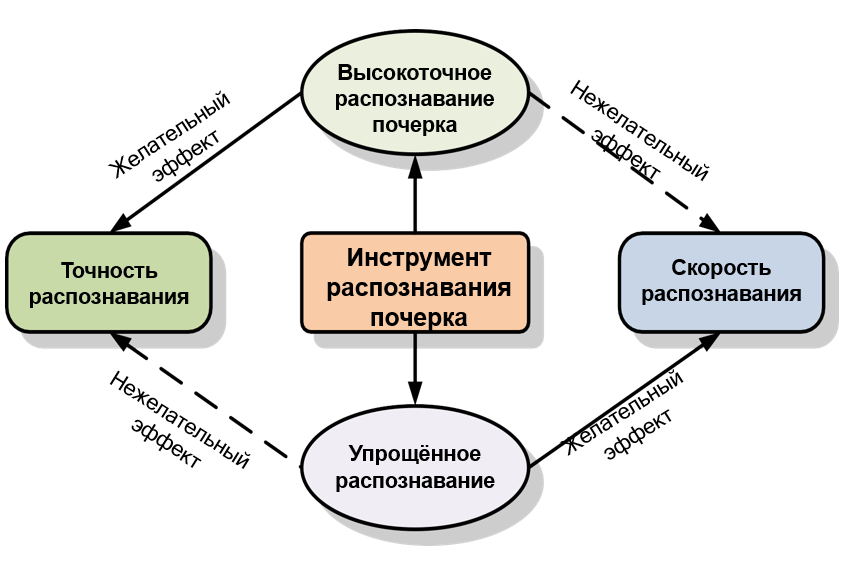 Высокоточное
распознавание
почерка
Желательный
эффект
Нежелательный
эффект
Точность
распознавания
Инструмент
распознавания
почерка
Скорость
распознавания
Нежелательный
эффект
Желательный
эффект
Упрощённое
распознавание